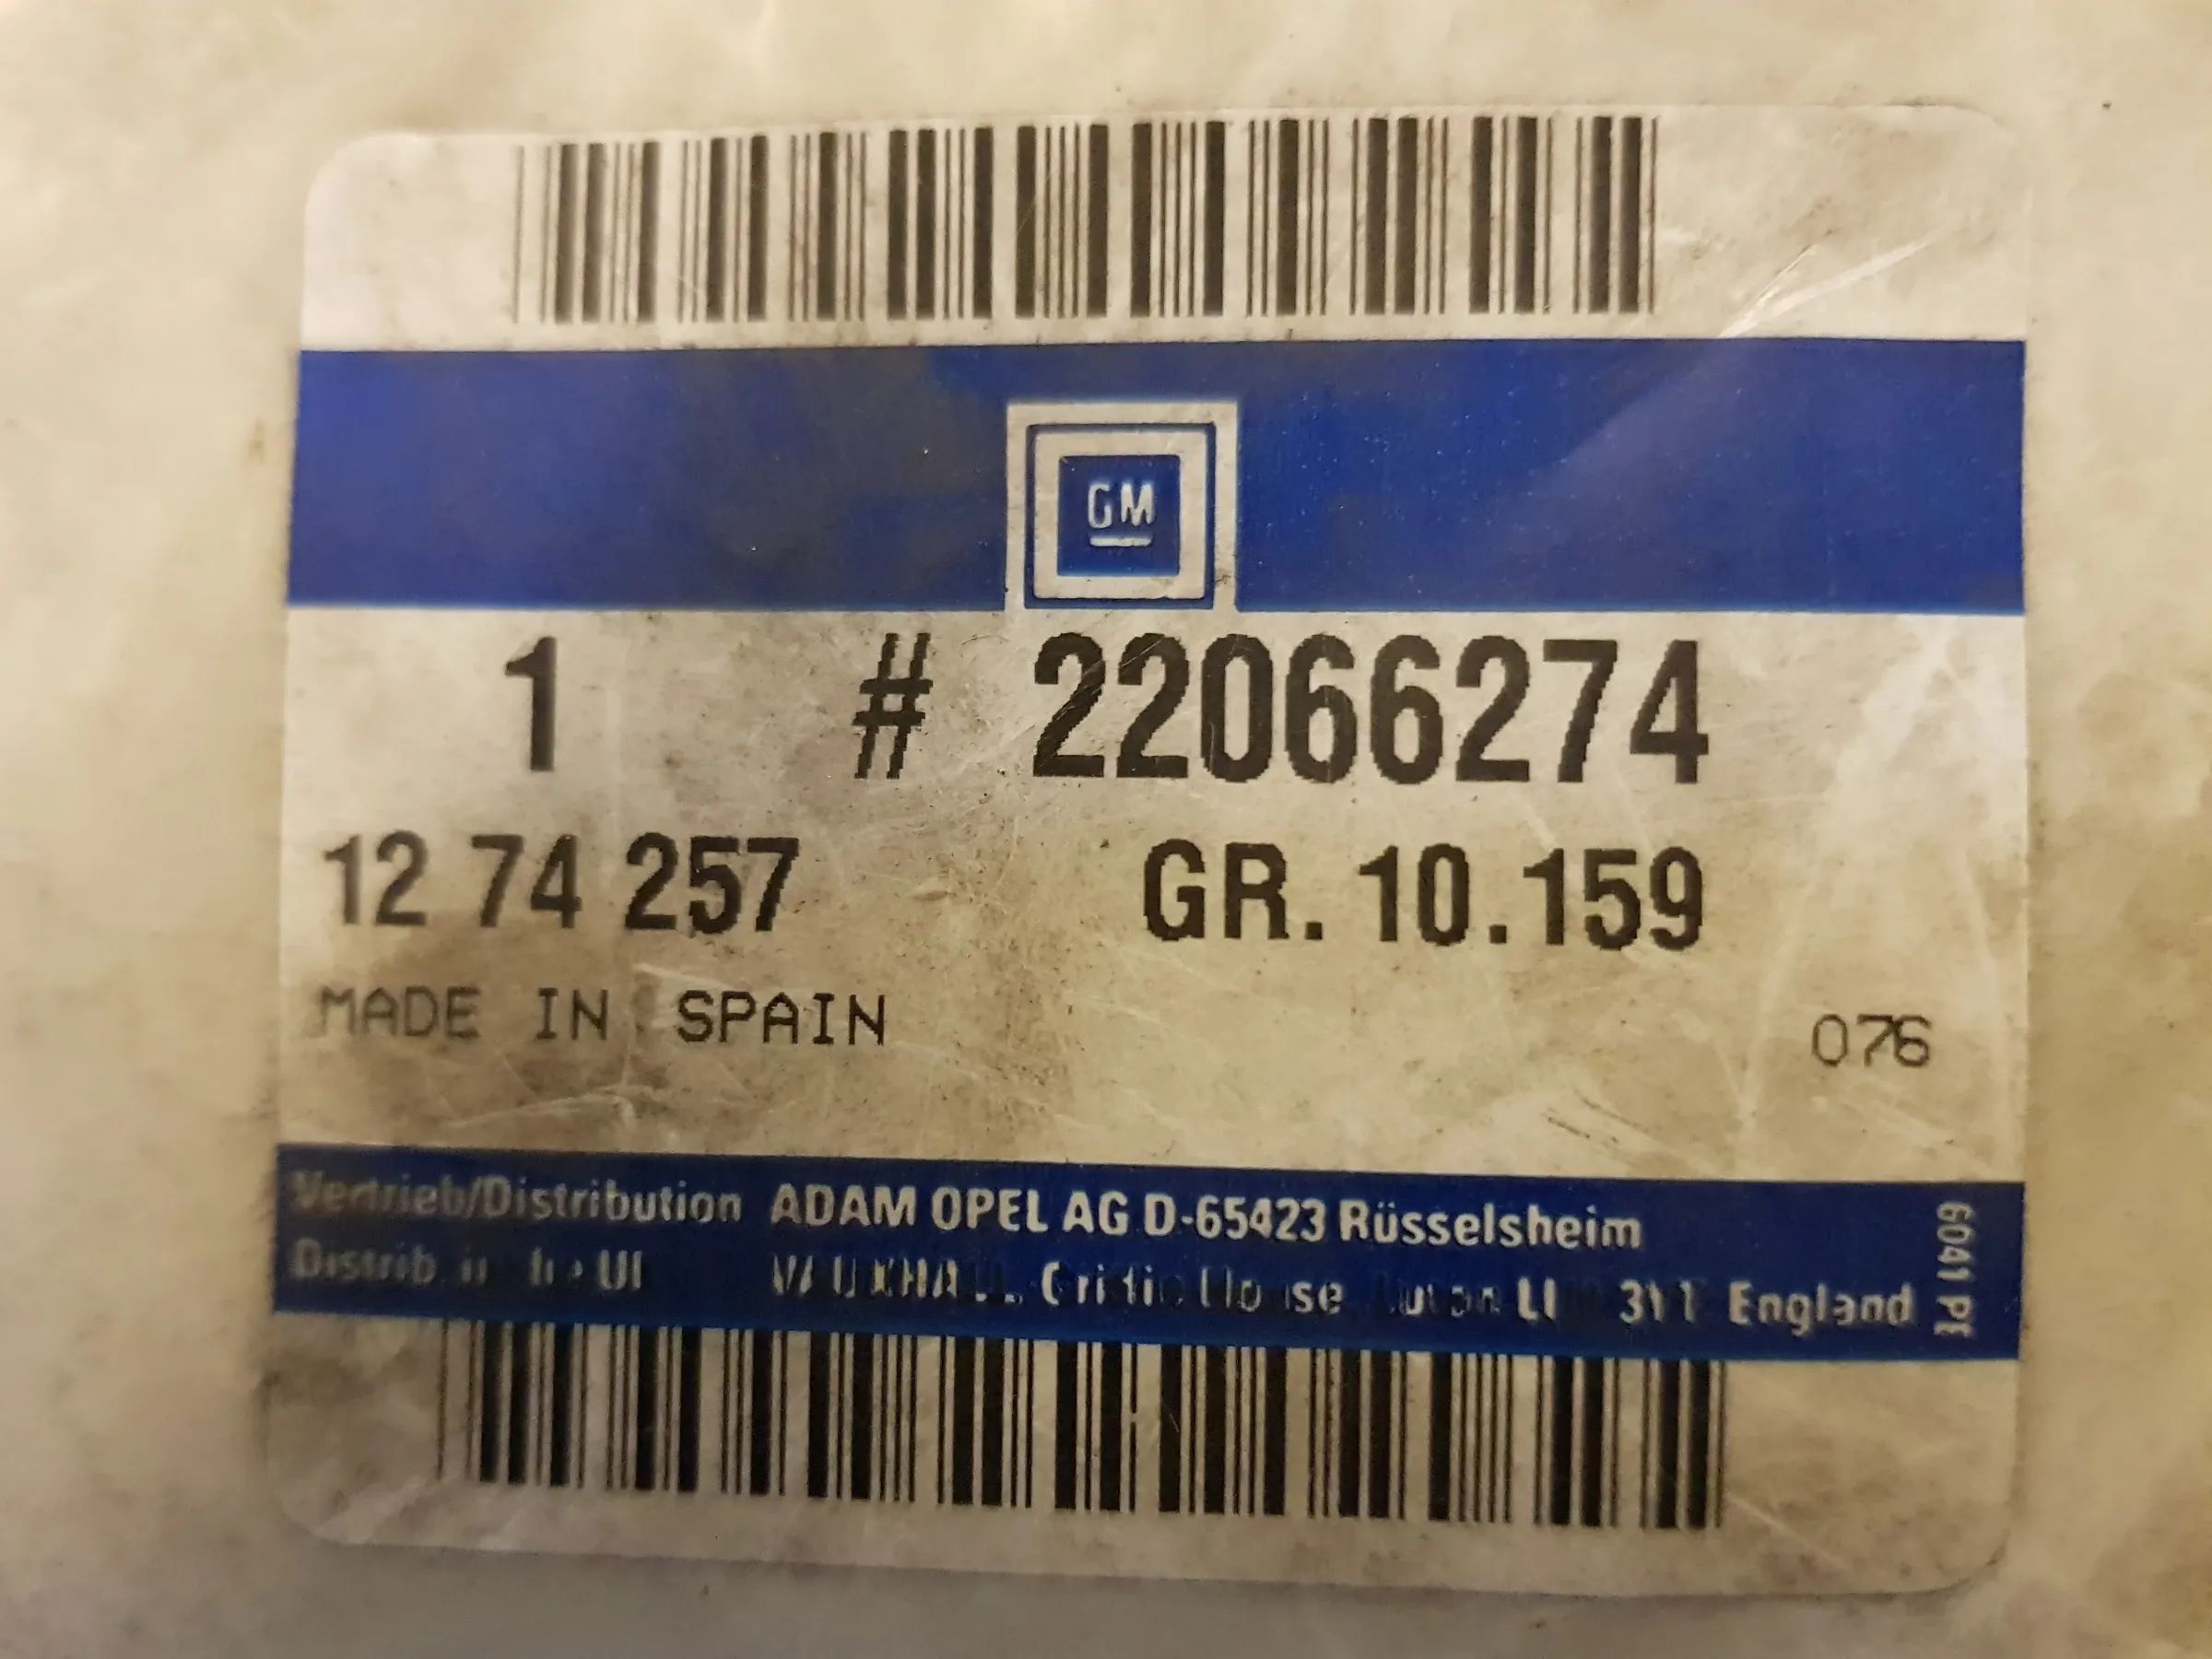 GM
1 # 22066274
12 74 257 GR. 10.159
MADE IN SPAIN 076
Vertrieb/Distribution ADAM OPEL AG D-65423 Rüsselsheim
VAUXHALL England
6041 PE